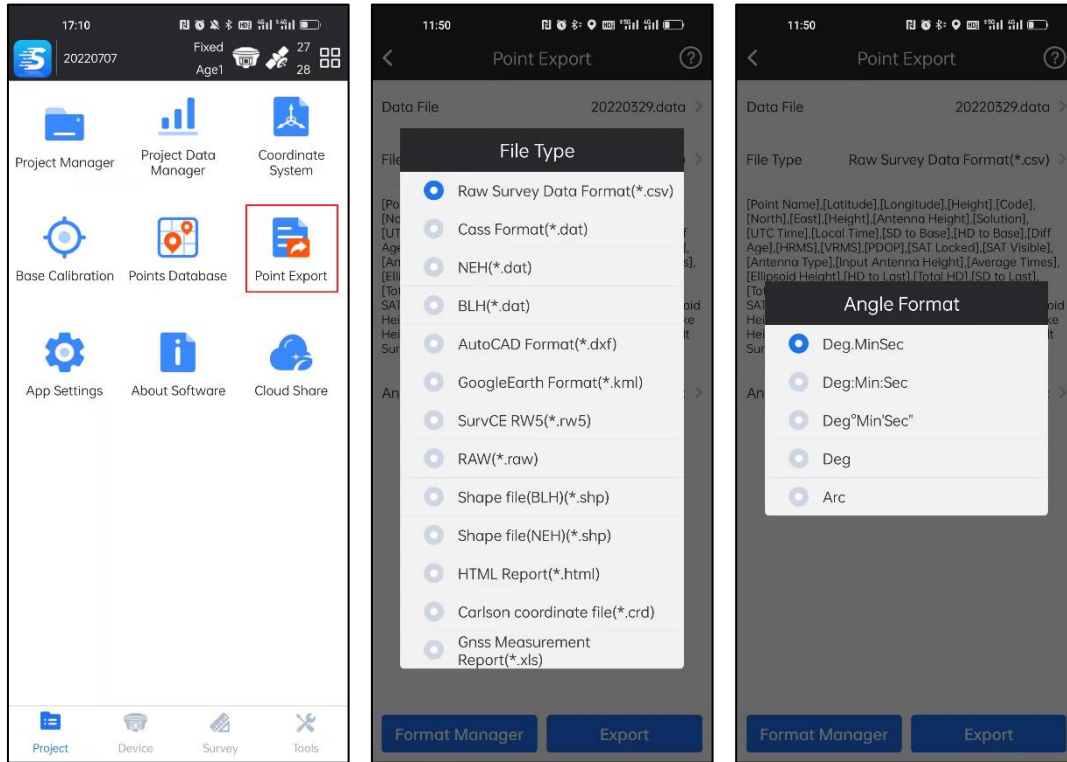 17:10
20220707
Fixed
Age1
27
28
Project Manager
Project Data
Manager
Coordinate
System
Base Calibration
Points Database
Point Export
App Settings
About Software
Cloud Share
Project
Device
Survey
Tools
11:50
Point Export
Data File
20220329.data
File Type
Raw Survey Data Format(*.csv)
Cass Format(*.dat)
NEH(*.dat)
BLH(*.dat)
AutoCAD Format(*.dxf)
GoogleEarth Format(*.kml)
SurvCE RW5(*.rw5)
RAW(*.raw)
Shape file(BLH)(*.shp)
Shape file(NEH)(*.shp)
HTML Report(*.html)
Carlson coordinate file(*.crd)
Gnss Measurement
Report(*.xls)
Format Manager
Export
11:50
Point Export
Data File
20220329.data
File Type
Raw Survey Data Format(*.csv)
[Point Name],[Latitude],[Longitude],[Height],[Code],
[North],[East],[Height],[Antenna Height],[Solution],
[UTC Time],[Local Time],[SD to Base],[HD to Base],[Diff
Age],[HRMS],[VRMS],[PDOP],[SAT Locked],[SAT Visible],
[Antenna Type],[Input Antenna Height],[Average Times],
[Ellipsoid Height],[HD to Last],[Total HD],[SD to Last],
Angle Format
Deg.MinSec
Deg:Min:Sec
Deg°Min'Sec"
Deg
Arc
Format Manager
Export